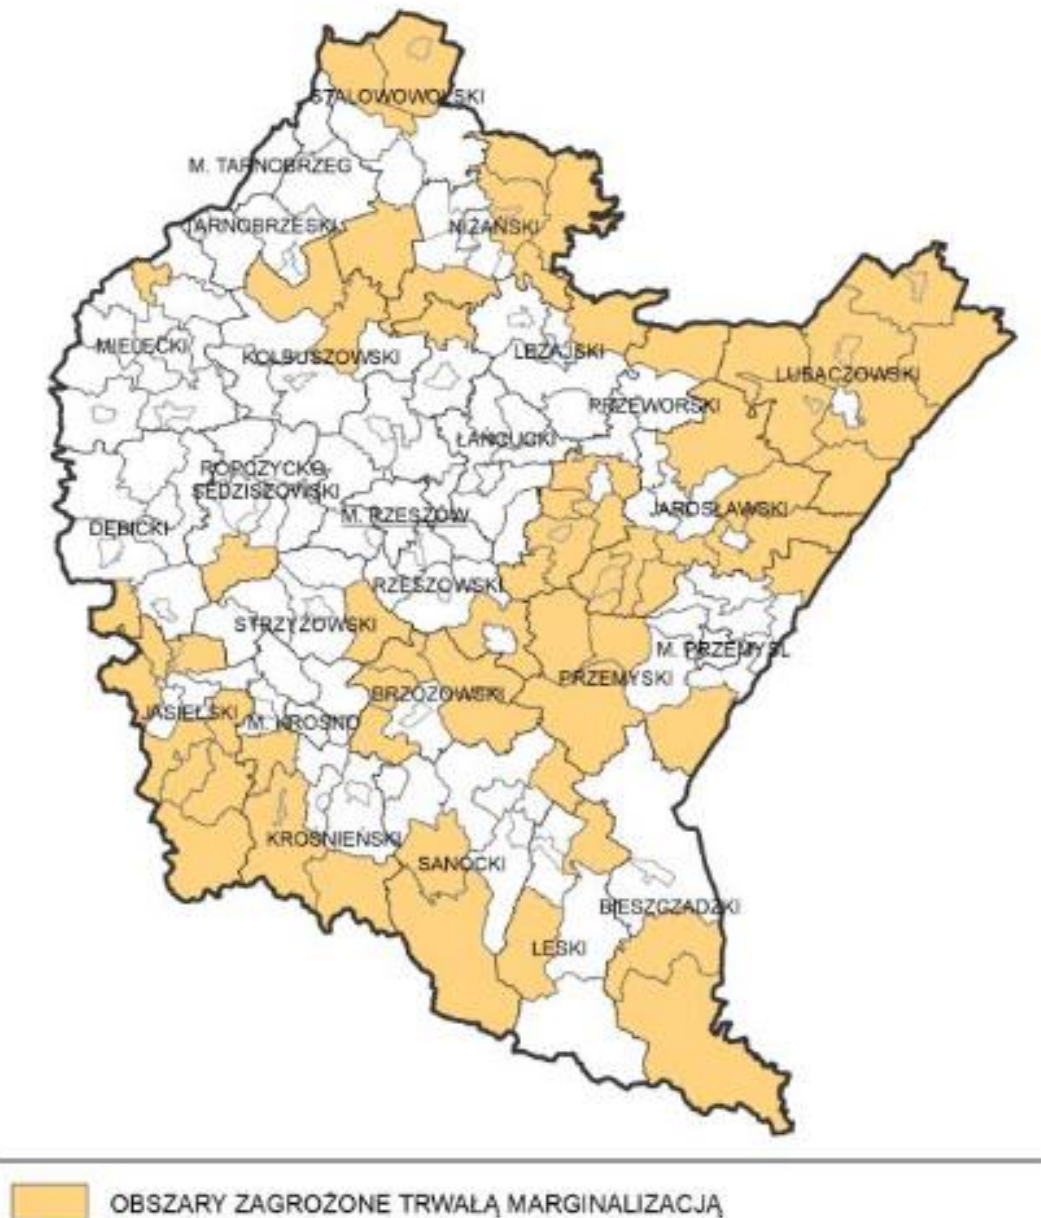 STALOWOWOLSKI
M. TARNOBRZEG
TARNOBRZESKI
NIŻAŃSKI
MIELECKI
KOLBUSZOWSKI
LEŻAJSKI
LUBACZOWSKI
PRZEWORSKI
ŁAŃCUCKI
ROPCZYCKO-
SĘDZISZOWSKI
JAROSŁAWSKI
M. RZESZÓW
DĘBICKI
RZESZOWSKI
STRZYŻOWSKI
M. PRZEMYŚL
PRZEMYSKI
BRZOZOWSKI
JASIELSKI
M. KROSNO
KROŚNIEŃSKI
SANOCKI
BIESZCZADZKI
LESKI
OBSZARY ZAGROŻONE TRWAŁĄ MARGINALIZACJĄ